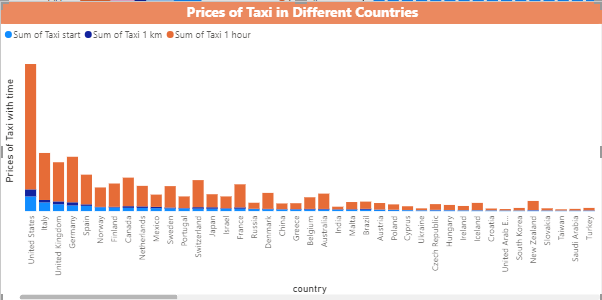 Prices of Taxi in Different Countries
Sum of Taxi start Sum of Taxi 1 km Sum of Taxi 1 hour
Prices of Taxi with time
United States
Italy
United Kingdom
Germany
Spain
Norway
Finland
Canada
Netherlands
Mexico
Sweden
Portugal
Switzerland
Japan
Israel
France
Russia
Denmark
China
Greece
Belgium
Australia
India
Malta
Brazil
Austria
Poland
Cyprus
Ukraine
Czech Republic
Hungary
Ireland
Iceland
Croatia
United Arab E...
South Korea
New Zealand
Slovakia
Taiwan
Saudi Arabia
Turkey
country